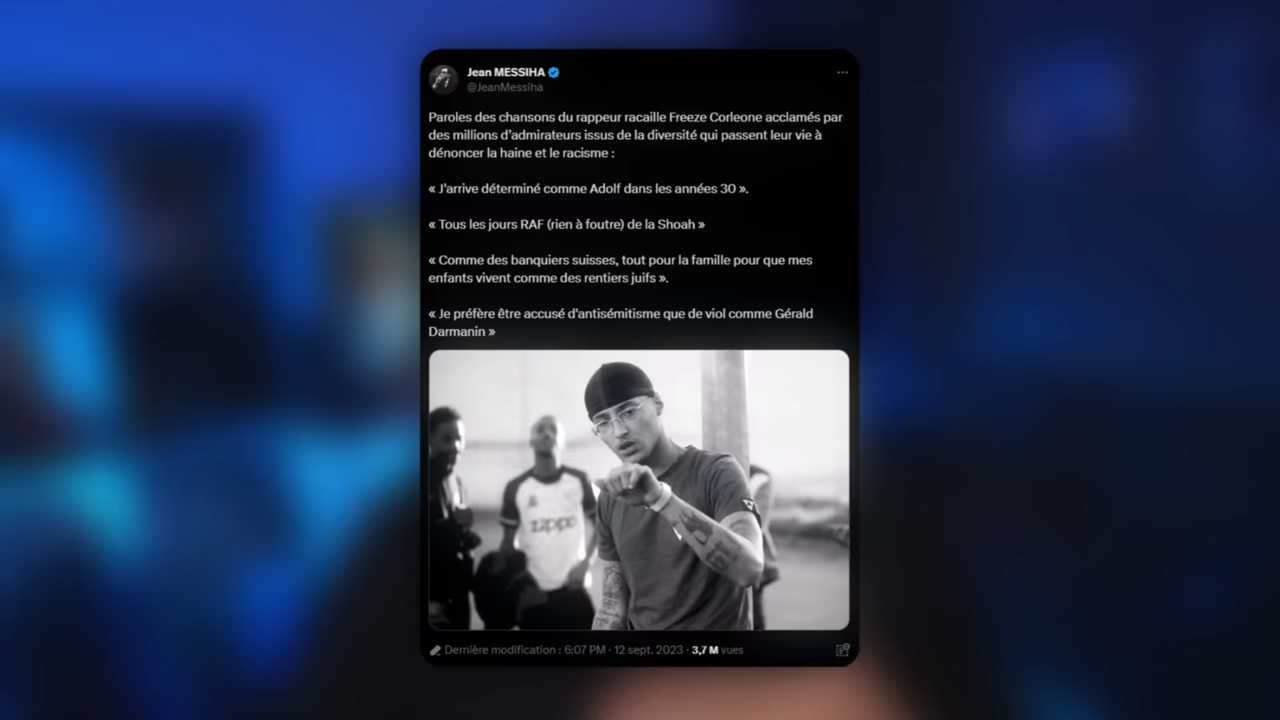 Jean MESSIHA
@JeanMessiha
Paroles des chansons du rappeur racaille Freeze Corleone acclamés par
des millions d'admirateurs issus de la diversité qui passent leur vie à
dénoncer la haine et le racisme :
« J'arrive déterminé comme Adolf dans les années 30 ».
« Tous les jours RAF (rien à foutre) de la Shoah »
« Comme des banquiers suisses, tout pour la famille pour que mes
enfants vivent comme des rentiers juifs ».
« Je préfère être accusé d'antisémitisme que de viol comme Gérald
Darmanin »
zappo
Dernière modification : 6:07 PM · 12 sept. 2023 · 3,7 M vues